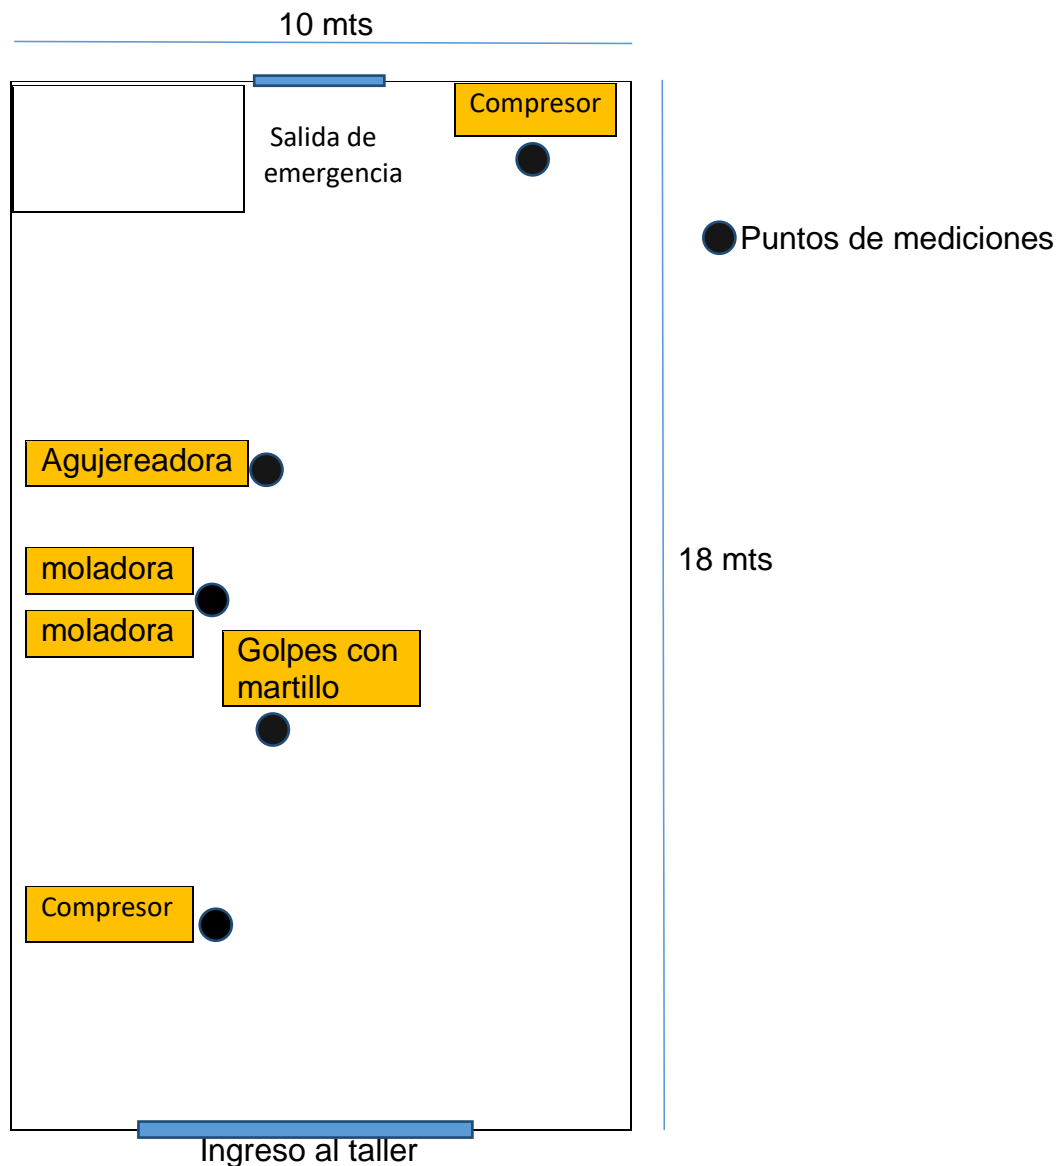 10 mts
Compresor
Salida de
emergencia
Puntos de mediciones
Agujereadora
moladora
18 mts
moladora
Golpes con
martillo
Compresor
Ingreso al taller